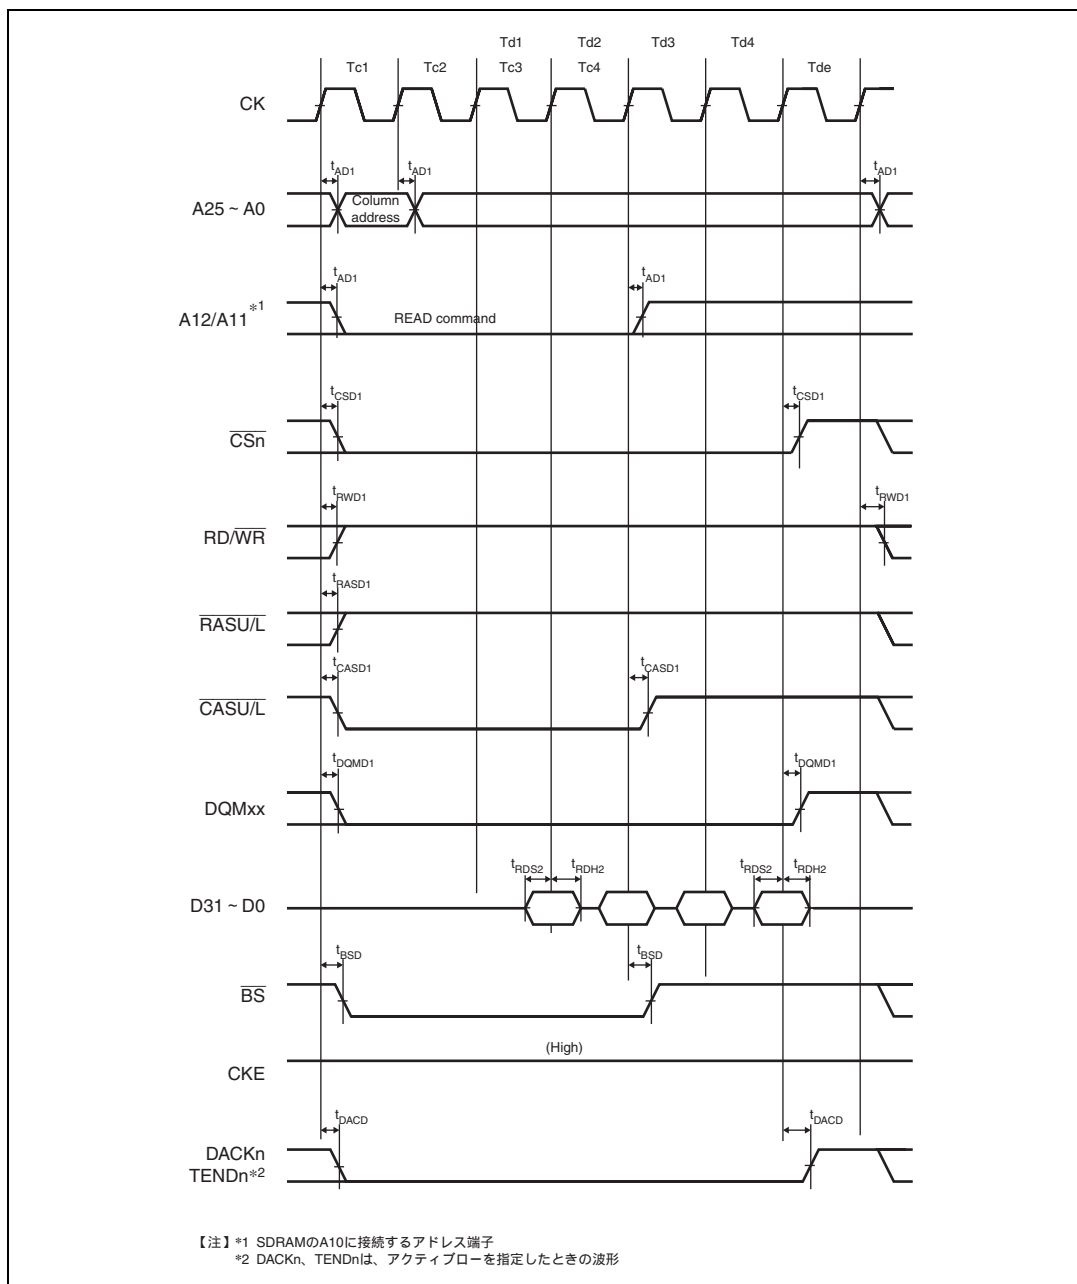 Td1 Td2 Td3 Td4
Tc1 Tc2 Tc3 Tc4 Tde
CK
tAD1 tAD1 tAD1
A25 ~ A0
Column
address
tAD1 tAD1
A12/A11*1
READ command
tCSD1 tCSD1
CSn
tRWD1 tRWD1
RD/WR
tRASD1
RASU/L
tCASD1 tCASD1
CASU/L
tDQMD1 tDQMD1
DQMxx
tRDS2 tRDH2 tRDS2 tRDH2
D31 ~ D0
tBSD tBSD
BS
(High)
CKE
tDACD tDACD
DACKn
TENDn*2
【注】*1 SDRAMのA10に接続するアドレス端子
*2 DACKn、TENDnは、アクティブローを指定したときの波形